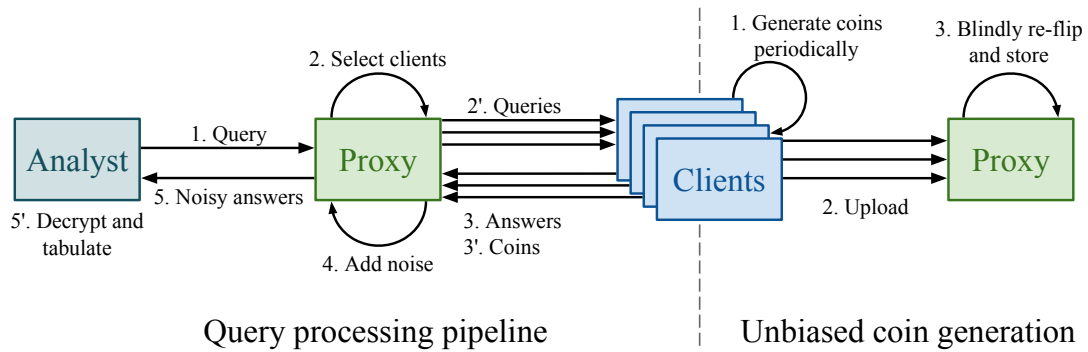 1. Query
Analyst
5. Noisy answers
5'. Decrypt and
tabulate
2. Select clients
Proxy
4. Add noise
2'. Queries
3. Answers
3'. Coins
Clients
1. Generate coins
periodically
2. Upload
3. Blindly re-flip
and store
Proxy
Query processing pipeline
Unbiased coin generation